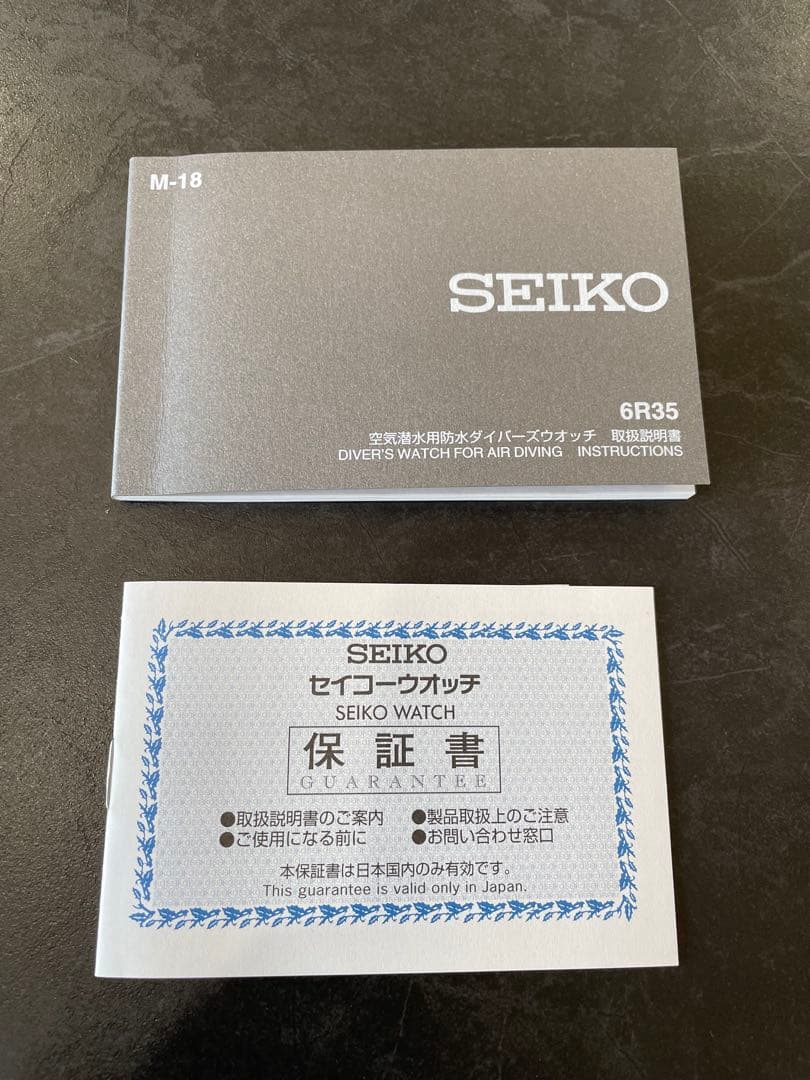 M-18
SEIKO
6R35
空気潜水用防水ダイバーズウオッチ 取扱説明書
DIVER'S WATCH FOR AIR DIVING INSTRUCTIONS
SEIKO
セイコーウオッチ
SEIKO WATCH
保証書
GUARANTEE
●取扱説明書のご案内 ●製品取扱上のご注意
●ご使用になる前に ●お問い合わせ窓口
本保証書は日本国内のみ有効です。
This guarantee is valid only in Japan.